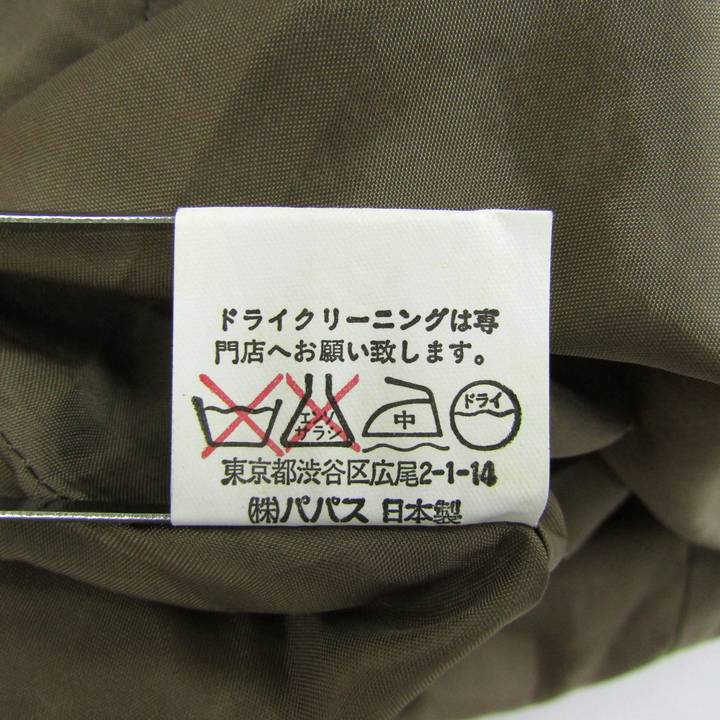 ドライクリーニングは専
門店へお願い致します。
エンソ
サラシ
中
ドライ
東京都渋谷区広尾2-1-14
㈱パパス 日本製